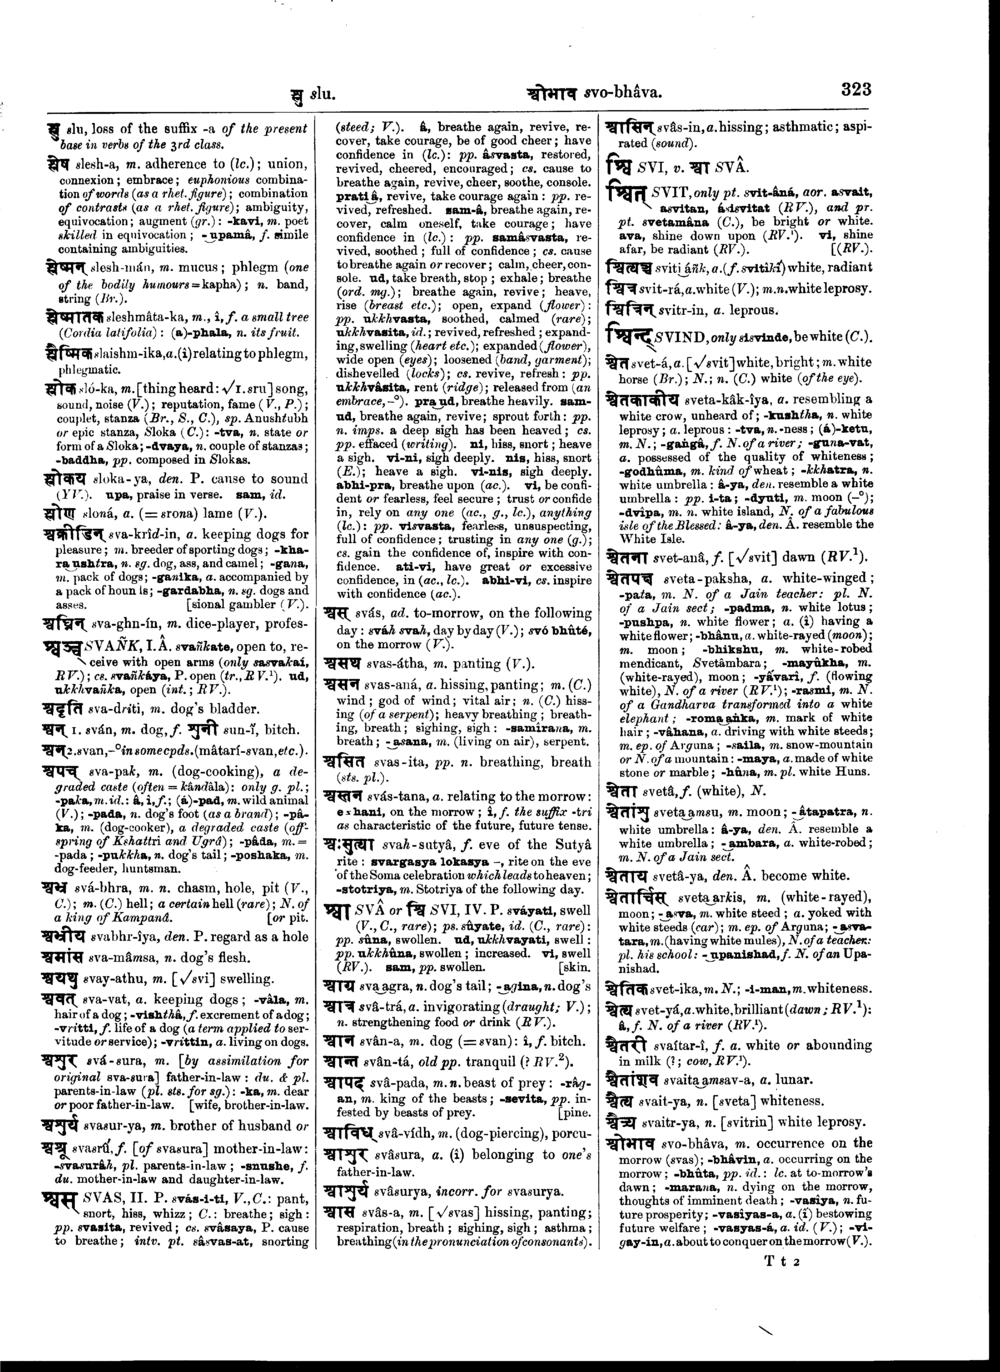 स्लु slu.
श्वोभाव svo-bhâva.
323
slu, loss of the suffix -a of the present
base in verbs of the 3rd class.
श्लेष slesh-a, m. adherence to (lc.); union,
connexion; embrace; euphonious combina-
tion of words (as a rhet. figure); combination
of contrasts (as a rhet. figure); ambiguity,
equivocation; augment (gr.): -kavi, m. poet
skilled in equivocation; -upamâ, f. simile
containing ambiguities.
श्लेष्मन् slesh-mán, m. mucus; phlegm (one
of the bodily humours=kapha); n. band,
string (Br.).
श्लेष्मातक sleshmâta-ka, m., i, f. a small tree
(Cordia latifolia): (a)-phala, n. its fruit.
श्लैष्मिक slaishm-ika, a. (i) relating to phlegm,
phlegmatic.
श्लोक sló-ka, m. [thing heard: √1. sru] song,
sound, noise (V.); reputation, fame (V., P.);
couplet, stanza (Br., S., C.), sp. Anushtubh
or epic stanza, Sloka (C.): -tva, n. state or
form of a Sloka; -dvaya, n. couple of stanzas;
-baddha, pp. composed in Slokas.
श्लोकय sloka-ya, den. P. cause to sound
(YV.). upa, praise in verse. sam, id.
श्लोण sloná, a. (= srona) lame (V.).
श्वक्रीडिन् sva-krîd-in, a. keeping dogs for
pleasure; m. breeder of sporting dogs; -kha-
ra ushtra, n. sg. dog, ass, and camel; -gana,
m. pack of dogs; -ganika, a. accompanied by
a pack of hounds; -gardabha, n. sg. dogs and
asses. [sional gambler (V.).
श्वघ्निन् sva-ghn-ín, m. dice-player, profes-
श्वञ्च् SVAÑK, I. Â. svañkate, open to, re-
ceive with open arms (only sasvakai,
RV.); cs. svañkáya, P. open (tr., RV.¹). ud,
ukkhvañka, open (int.; RV.).
श्वदृति sva-driti, m. dog's bladder.
श्वन् 1. sván, m. dog, f. शुनी sun-î, bitch.
श्वन् 2. svan, -° in some cpds. (mâtari-svan, etc.).
श्वपच् sva-pak, m. (dog-cooking), a de-
graded caste (often = kândâla): only g. pl.;
-paka, m. id.: â, i, f.; (á)-pad, m. wild animal
(V.); -pada, n. dog's foot (as a brand); -pâ-
ka, m. (dog-cooker), a degraded caste (off-
spring of Kshattri and Ugrâ); -pâda, m. =
-pada; -pukkha, n. dog's tail; -poshaka, m.
dog-feeder, huntsman.
श्वभ्र svá-bhra, m. n. chasm, hole, pit (V.,
C.); m. (C.) hell; a certain hell (rare); N. of
a king of Kampanâ. [or pit.
श्वभ्रीय svabhr-îya, den. P. regard as a hole
श्वमांस sva-mâmsa, n. dog's flesh.
श्वयथु svay-athu, m. [√svi] swelling.
श्ववत् sva-vat, a. keeping dogs; -vâla, m.
hair of a dog; -vishthâ, f. excrement of a dog;
-vritti, f. life of a dog (a term applied to ser-
vitude or service); -vrittin, a. living on dogs.
श्वशुर svá-sura, m. [by assimilation for
original sva-sura] father-in-law: du. & pl.
parents-in-law (pl. sts. for sg.): -ka, m. dear
or poor father-in-law. [wife, brother-in-law.
श्वशुर्य svasur-ya, m. brother of husband or
श्वश्रू svasrú, f. [of svasura] mother-in-law:
-svasurâh, pl. parents-in-law; -snushe, f.
du. mother-in-law and daughter-in-law.
श्वस् SVAS, II. P. svás-i-ti, V., C.: pant,
snort, hiss, whizz; C.: breathe; sigh:
pp. svasita, revived; cs. svâsaya, P. cause
to breathe; intv. pt. sâsvas-at, snorting
(steed; V.). â, breathe again, revive, re-
cover, take courage, be of good cheer; have
confidence in (lc.): pp. âsvasta, restored,
revived, cheered, encouraged; cs. cause to
breathe again, revive, cheer, soothe, console.
prati â, revive, take courage again: pp. re-
vived, refreshed. sam-â, breathe again, re-
cover, calm oneself, take courage; have
confidence in (lc.): pp. samâsvasta, re-
vived, soothed; full of confidence; cs. cause
to breathe again or recover; calm, cheer, con-
sole. ud, take breath, stop; exhale; breathe
(ord. mg.); breathe again, revive; heave,
rise (breast etc.); open, expand (flower):
pp. ukkhvasta, soothed, calmed (rare);
ukkhvasita, id.; revived, refreshed; expand-
ing, swelling (heart etc.); expanded (flower),
wide open (eyes); loosened (band, garment);
dishevelled (locks); cs. revive, refresh: pp.
ukkhvâsita, rent (ridge); released from (an
embrace, -°). pra ud, breathe heavily. sam-
ud, breathe again, revive; sprout forth: pp.
n. imps. a deep sigh has been heaved; cs.
pp. effaced (writing). ni, hiss, snort; heave
a sigh. vi-ni, sigh deeply. nis, hiss, snort
(E.); heave a sigh. vi-nis, sigh deeply.
abhi-pra, breathe upon (ac.). vi, be confi-
dent or fearless, feel secure; trust or confide
in, rely on any one (ac., g., lc.), anything
(lc.): pp. visvasta, fearless, unsuspecting,
full of confidence; trusting in any one (g.);
cs. gain the confidence of, inspire with con-
fidence. ati-vi, have great or excessive
confidence, in (ac., lc.). abhi-vi, cs. inspire
with confidence (ac.).
श्वस् svás, ad. to-morrow, on the following
day: sváh svah, day by day (V.); svó bhûté,
on the morrow (V.).
श्वसथ svas-átha, m. panting (V.).
श्वसन svas-aná, a. hissing, panting; m. (C.)
wind; god of wind; vital air; n. (C.) hiss-
ing (of a serpent); heavy breathing; breath-
ing, breath; sighing, sigh: -samirana, m.
breath; -asana, m. (living on air), serpent.
श्वसित svas-ita, pp. n. breathing, breath
(sts. pl.).
श्वस्तन svás-tana, a. relating to the morrow:
e hani, on the morrow; i, f. the suffix -tri
as characteristic of the future, future tense.
श्वःसुत्या svah-sutyâ, f. eve of the Sutyâ
rite: svargasya lokasya –, rite on the eve
of the Soma celebration which leads to heaven;
-stotriya, m. Stotriya of the following day.
श्वा SVÂ or श्वि SVI, IV. P. sváyati, swell
(V., C., rare); ps. sûyate, id. (C., rare):
pp. sûna, swollen. ud, ukkhvayati, swell:
pp. ukkhûna, swollen; increased. vi, swell
(RV.). sam, pp. swollen. [skin.
श्वाग्र sva agra, n. dog's tail; -agina, n. dog's
श्वात्र svâ-trá, a. invigorating (draught; V.);
n. strengthening food or drink (RV.).
श्वान svân-a, m. dog (= svan): i, f. bitch.
श्वान्त svân-tá, old pp. tranquil (? RV.²).
श्वापद svâ-pada, m. n. beast of prey: -râg-
an, m. king of the beasts; -sevita, pp. in-
fested by beasts of prey. [pine.
श्वाविध् svâ-vídh, m. (dog-piercing), porcu-
श्वाशुर svâsura, a. (i) belonging to one's
father-in-law.
श्वाशुर्य svâsurya, incorr. for svasurya.
श्वास svâs-a, m. [√svas] hissing, panting;
respiration, breath; sighing, sigh; asthma;
breathing (in the pronunciation of consonants).
श्वासिन् svâs-in, a. hissing; asthmatic; aspi-
rated (sound).
श्वि SVI, v. श्वा SVÂ.
श्वित् SVIT, only pt. svit-âná, aor. asvait,
asvitan, ásisvitat (RV.), and pr.
pt. svetamâna (C.), be bright or white.
ava, shine down upon (RV.¹). vi, shine
afar, be radiant (RV.). [(RV.).
श्वित्यञ्च् svity áñk, a. (f. svitîkî) white, radiant
श्वित्र svit-rá, a. white (V.); m. n. white leprosy.
श्वित्रिन् svitr-in, a. leprous.
श्विन्द् SVIND, only sisvinde, be white (C.).
श्वेत svet-á, a. [√svit] white, bright; m. white
horse (Br.); N.; n. (C.) white (of the eye).
श्वेतकाकीय sveta-kâk-îya, a. resembling a
white crow, unheard of; -kushtha, n. white
leprosy; a. leprous: -tva, n. -ness; (á)-ketu,
m. N.; -gangâ, f. N. of a river; -guna-vat,
a. possessed of the quality of whiteness;
-godhûma, m. kind of wheat; -kkhatra, n.
white umbrella: â-ya, den. resemble a white
umbrella: pp. i-ta; -dyuti, m. moon (-°);
-dvipa, m. n. white island, N. of a fabulous
isle of the Blessed: â-ya, den. Â. resemble the
White Isle.
श्वेतना svet-anâ, f. [√svit] dawn (RV.¹).
श्वेतपक्ष sveta-paksha, a. white-winged;
-pata, m. N. of a Jain teacher: pl. N.
of a Jain sect; -padma, n. white lotus;
-pushpa, n. white flower; a. (i) having a
white flower; -bhânu, a. white-rayed (moon);
m. moon; -bhikshu, m. white-robed
mendicant, Svetâmbara; -mayûkha, m.
(white-rayed), moon; -yâvarî, f. (flowing
white), N. of a river (RV.¹); -rasmi, m. N.
of a Gandharva transformed into a white
elephant; -roma aṅka, m. mark of white
hair; -vâhana, a. driving with white steeds;
m. ep. of Arguna; -saila, m. snow-mountain
or N. of a mountain: -maya, a. made of white
stone or marble; -hûna, m. pl. white Huns.
श्वेता svetâ, f. (white), N.
श्वेतांशु sveta amsu, m. moon; -âtapatra, n.
white umbrella: â-ya, den. Â. resemble a
white umbrella; -ambara, a. white-robed;
m. N. of a Jain sect.
श्वेताय svetâ-ya, den. Â. become white.
श्वेतार्चिस् sveta arkis, m. (white-rayed),
moon; -asva, m. white steed; a. yoked with
white steeds (car); m. ep. of Arguna; -asva-
tara, m. (having white mules), N. of a teacher:
pl. his school: -upanishad, f. N. of an Upa-
nishad.
श्वेतिक svet-ika, m. N.; -i-man, m. whiteness.
श्वेत्य svet-yá, a. white, brilliant (dawn; RV.¹):
â, f. N. of a river (RV.¹).
श्वैतरी svaítar-î, f. a. white or abounding
in milk (?; cow, RV.¹).
श्वैतांशव svaita amsav-a, a. lunar.
श्वैत्य svait-ya, n. [sveta] whiteness.
श्वैत्र्य svaitr-ya, n. [svitrin] white leprosy.
श्वोभाव svo-bhâva, m. occurrence on the
morrow (svas); -bhâvin, a. occurring on the
morrow; -bhûta, pp. id.: lc. at to-morrow's
dawn; -marana, n. dying on the morrow,
thoughts of imminent death; -vasiya, n. fu-
ture prosperity; -vasiyas-a, a. (i) bestowing
future welfare; -vasyas-á, a. id. (V.); -vi-
gay-in, a. about to conquer on the morrow (V.).
T t 2